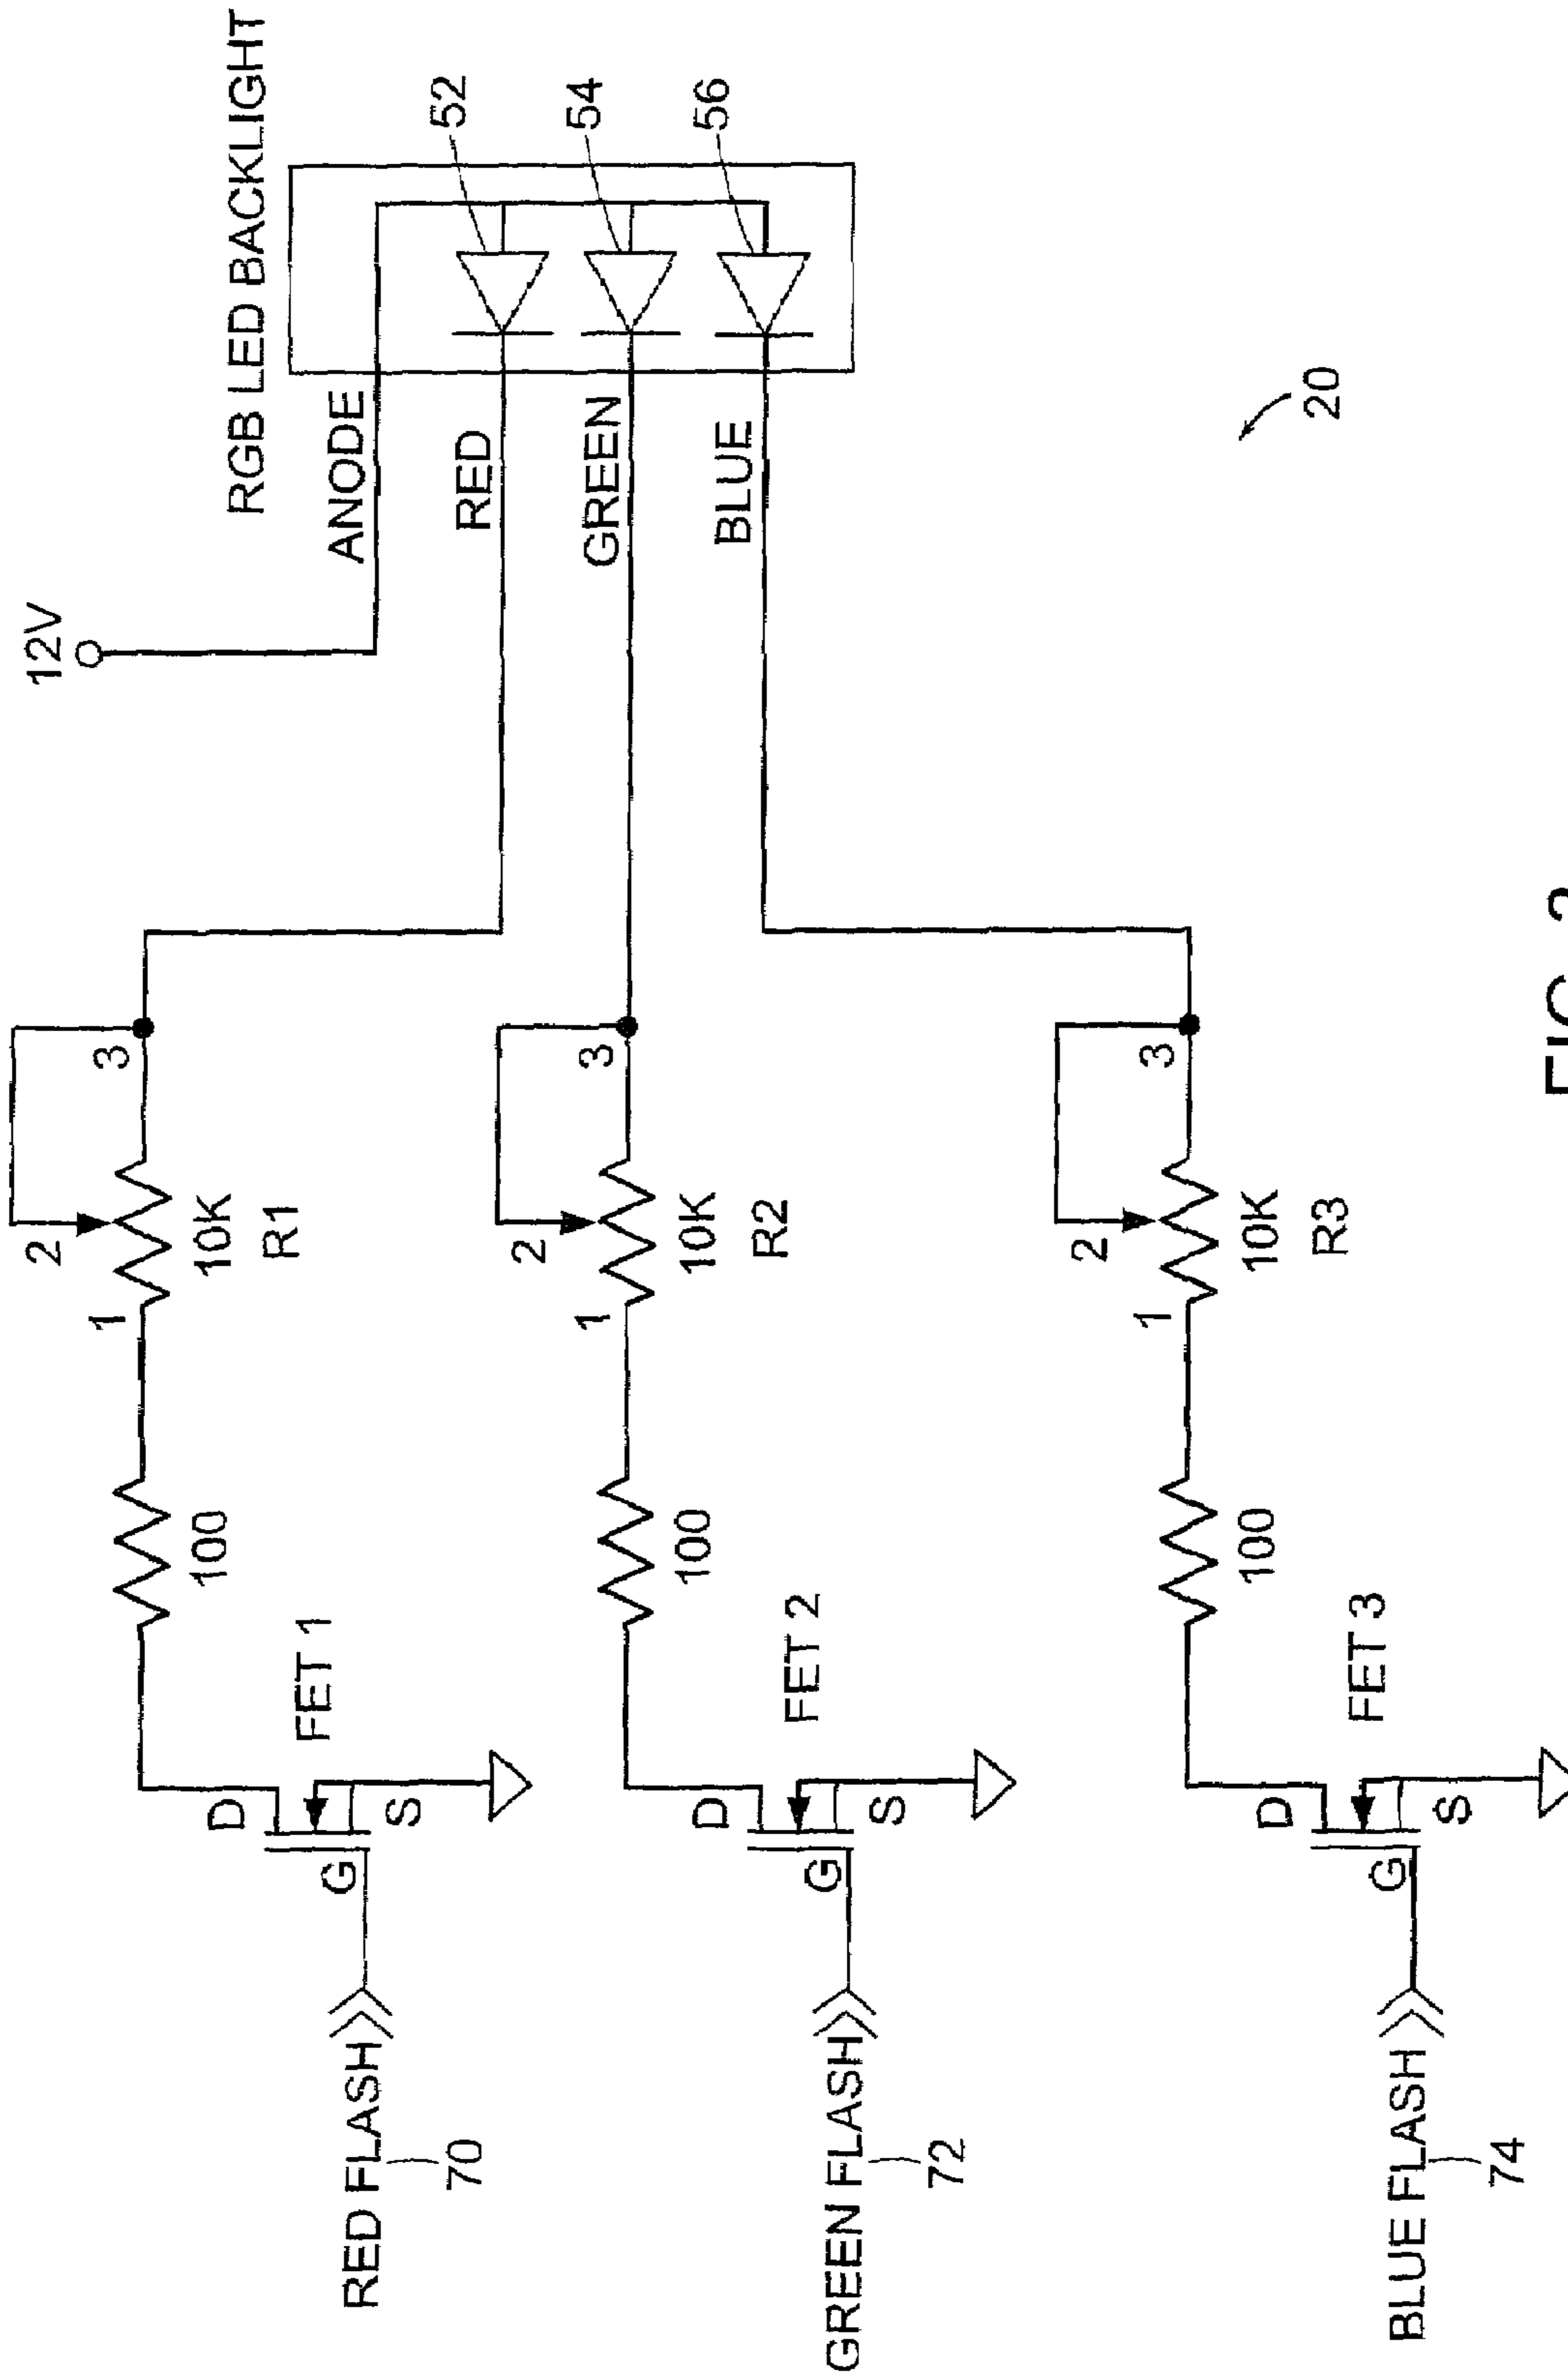 12V
RGB LED BACKLIGHT
ANODE
RED
GREEN
BLUE
52
54
56
20
3
2
1
10K
R1
100
FET 1
D
G
S
RED FLASH
70
3
2
1
10K
R2
100
FET 2
D
G
S
GREEN FLASH
72
3
2
1
10K
R3
100
FET 3
D
G
S
BLUE FLASH
74
FIG.